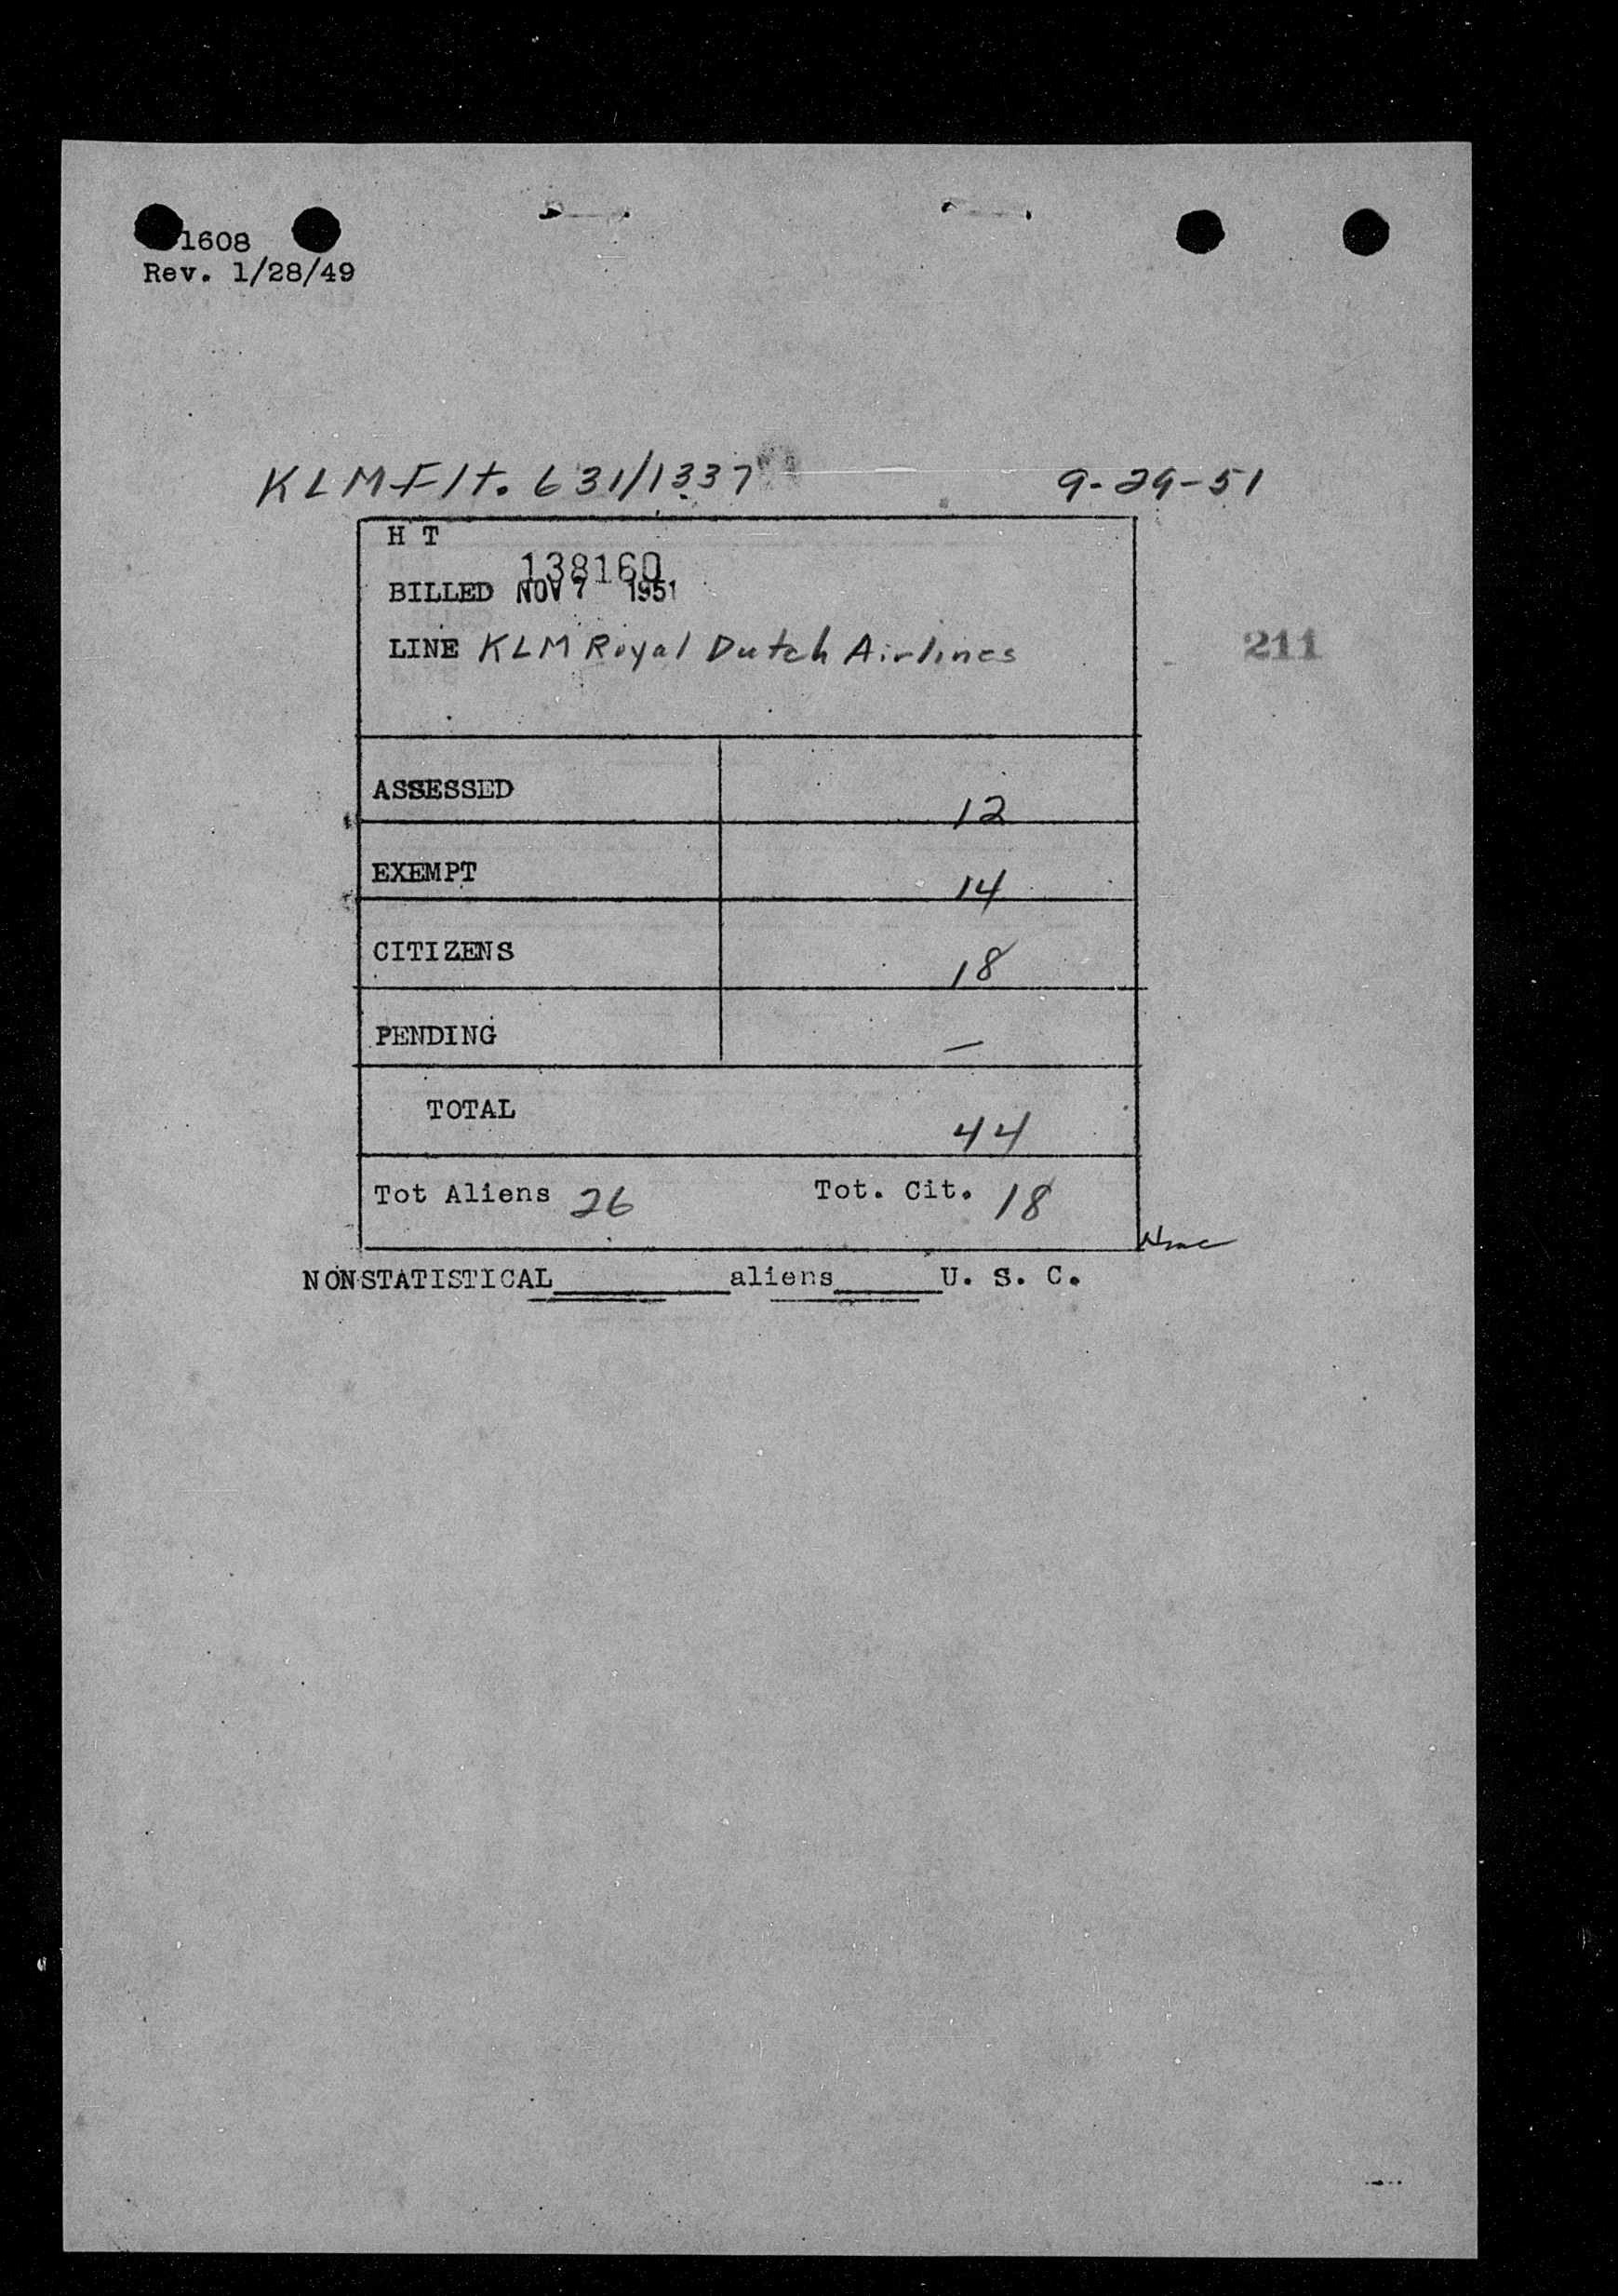 1608
Rev. 1/28/49
KLM Flt. 631/1337 9-29-51
H T
138160
BILLED NOV 7 1951
LINE KLM Royal Dutch Airlines
211
ASSESSED 12
EXEMPT 14
CITIZENS 18
PENDING —
TOTAL 44
Tot Aliens 26 Tot. Cit. 18
NONSTATISTICAL__________aliens______U. S. C.